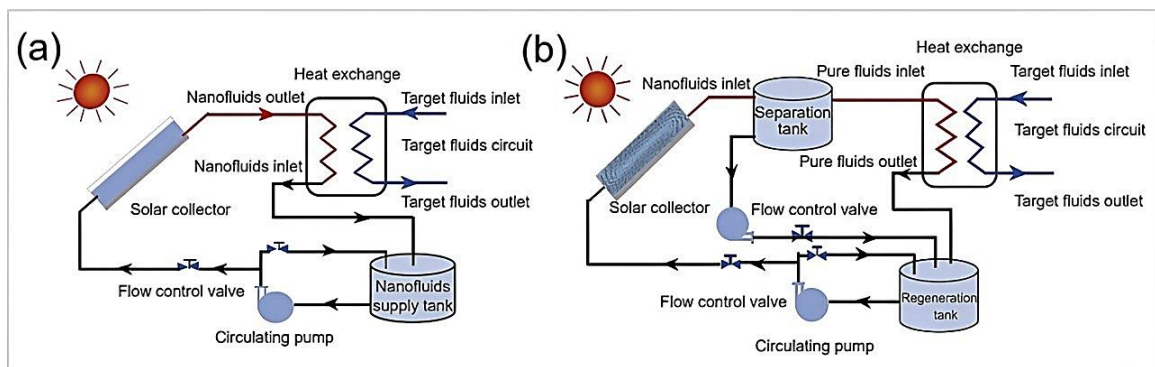 (a)
Heat exchange
Nanofluids outlet
Target fluids inlet
Target fluids circuit
Nanofluids inlet
Target fluids outlet
Solar collector
Flow control valve
Nanofluids
supply tank
Circulating pump
(b)
Heat exchange
Nanofluids inlet
Pure fluids inlet
Target fluids inlet
Separation
tank
Target fluids circuit
Pure fluids outlet
Target fluids outlet
Solar collector
Flow control valve
Flow control valve
Regeneration
tank
Circulating pump